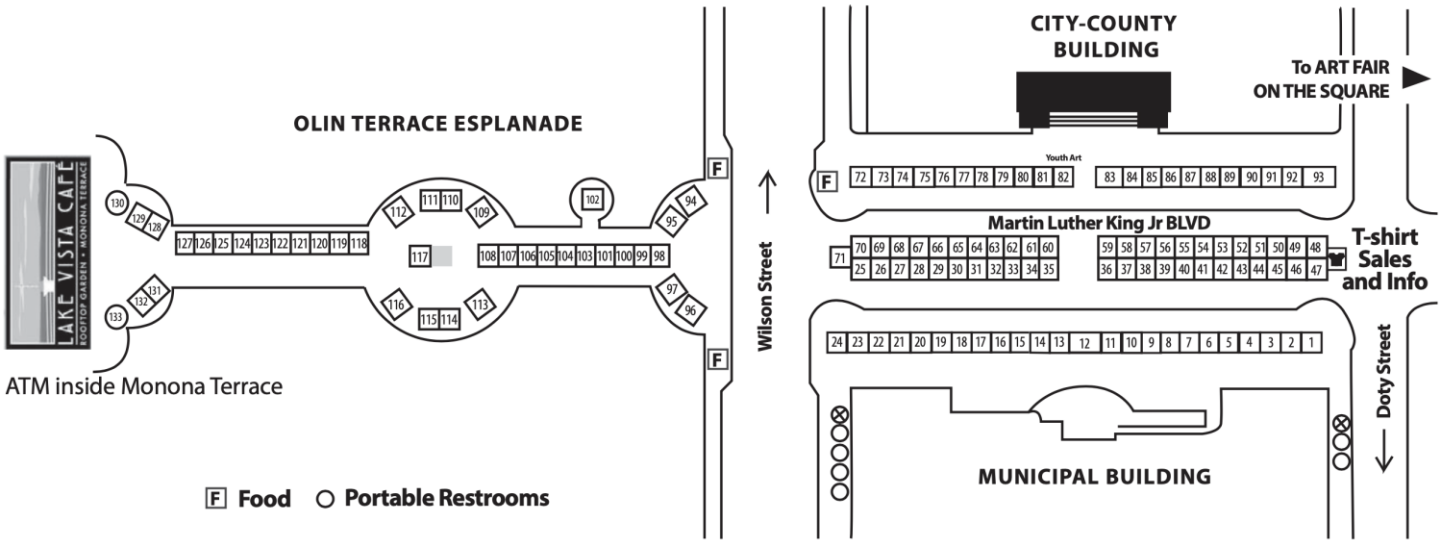 CITY-COUNTY
BUILDING
To ART FAIR
ON THE SQUARE
OLIN TERRACE ESPLANADE
LAKE VISTA CAFÉ
ROOFTOP GARDEN • MONONA TERRACE
F
Youth Art
F
72 73 74 75 76 77 78 79 80 81 82
83 84 85 86 87 88 89 90 91 92 93
130
129 128
112
111 110
109
102
94
95
Martin Luther King Jr BLVD
127 126 125 124 123 122 121 120 119 118
117
108 107 106 105 104 103 101 100 99 98
71
70 69 68 67 66 65 64 63 62 61 60
59 58 57 56 55 54 53 52 51 50 49 48
25 26 27 28 29 30 31 32 33 34 35
36 37 38 39 40 41 42 43 44 45 46 47
T-shirt
Sales
and Info
131
132
133
116
115 114
113
97
96
Wilson Street
24 23 22 21 20 19 18 17 16 15 14 13 12 11 10 9 8 7 6 5 4 3 2 1
F
Doty Street
ATM inside Monona Terrace
MUNICIPAL BUILDING
F Food
Portable Restrooms